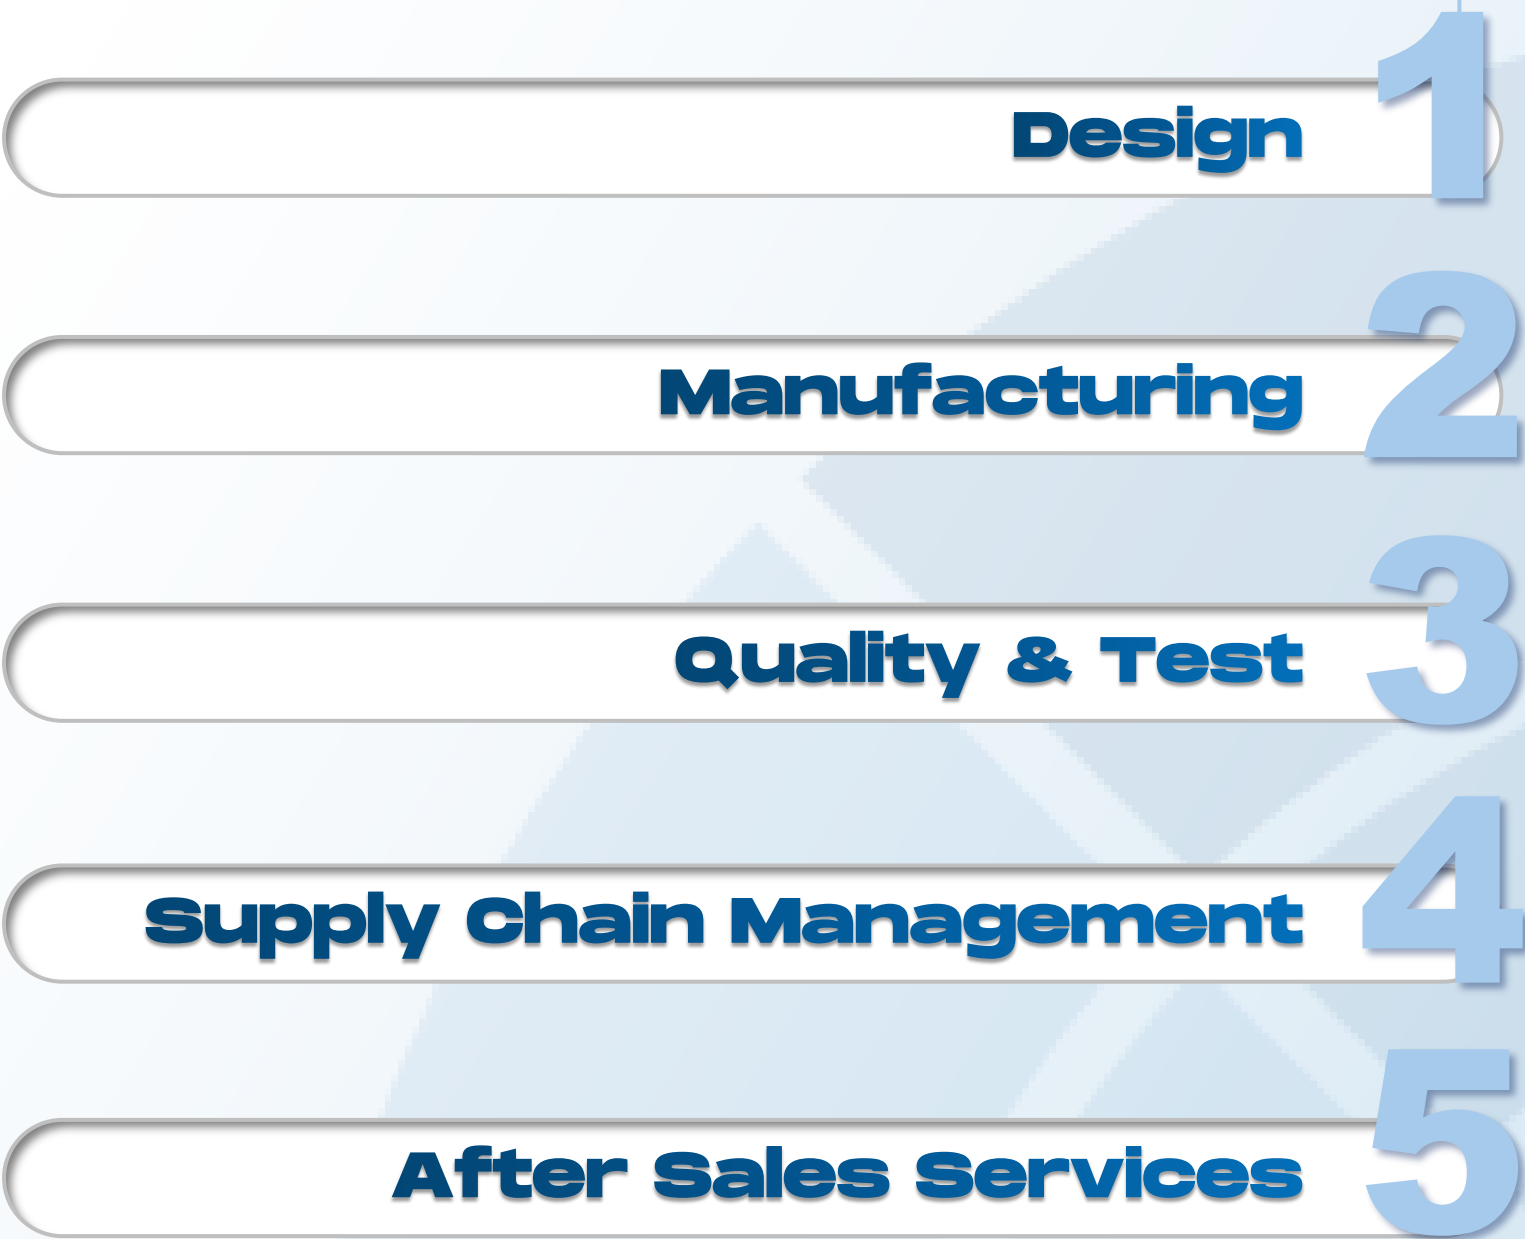 Design 1
Manufacturing 2
Quality & Test 3
Supply Chain Management 4
After Sales Services 5